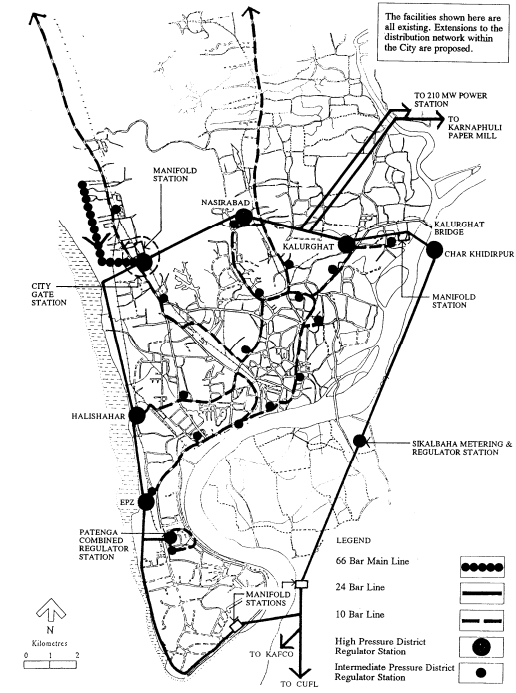 The facilities shown here are
all existing. Extensions to the
distribution network within
the City are proposed.
TO 210 MW POWER
STATION
TO
KARNAPHULI
PAPER MILL
MANIFOLD
STATION
NASIRABAD
KALURGHAT
BRIDGE
KALURGHAT
CHAR KHIDIRPUR
CITY
GATE
STATION
MANIFOLD
STATION
HALISHAHAR
SIKALBAHA METERING &
REGULATOR STATION
EPZ
PATENGA
COMBINED
REGULATOR
STATION
LEGEND
66 Bar Main Line
24 Bar Line
10 Bar Line
High Pressure District
Regulator Station
Intermediate Pressure District
Regulator Station
MANIFOLD
STATIONS
N
Kilometres
0 1 2
TO KAFCO
TO CUFL